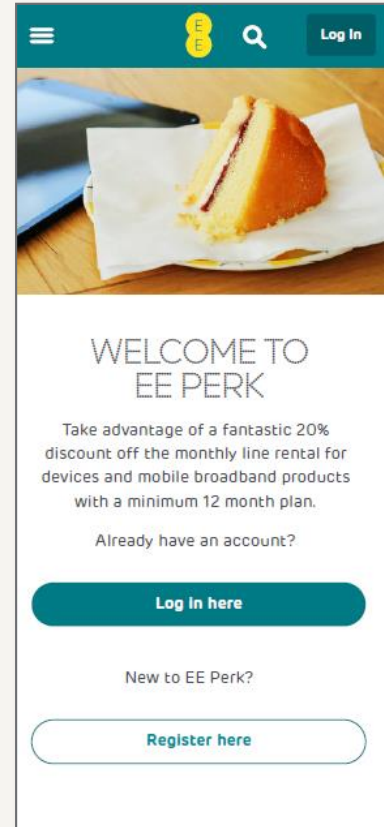 E
E
Log In
WELCOME TO
EE PERK
Take advantage of a fantastic 20%
discount off the monthly line rental for
devices and mobile broadband products
with a minimum 12 month plan.
Already have an account?
Log in here
New to EE Perk?
Register here